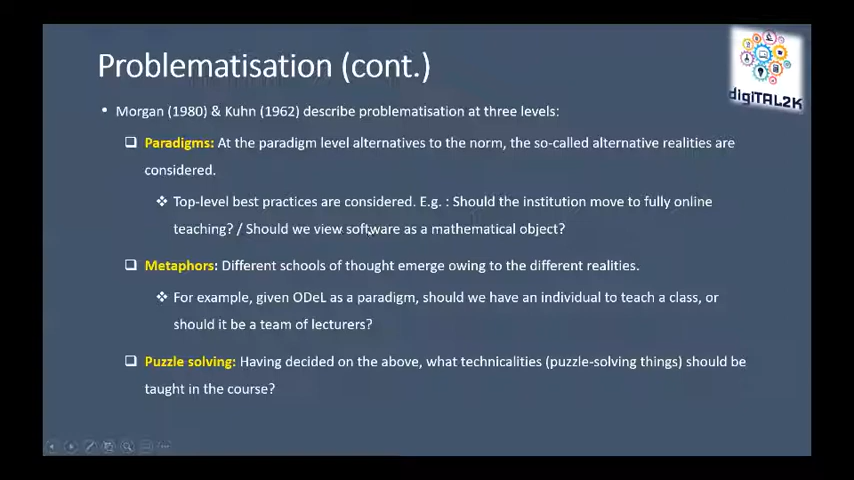 Problematisation (cont.)
digiTAL2K
• Morgan (1980) & Kuhn (1962) describe problematisation at three levels:
Paradigms: At the paradigm level alternatives to the norm, the so-called alternative realities are
considered.
Top-level best practices are considered. E.g. : Should the institution move to fully online
teaching? / Should we view software as a mathematical object?
Metaphors: Different schools of thought emerge owing to the different realities.
For example, given ODeL as a paradigm, should we have an individual to teach a class, or
should it be a team of lecturers?
Puzzle solving: Having decided on the above, what technicalities (puzzle-solving things) should be
taught in the course?